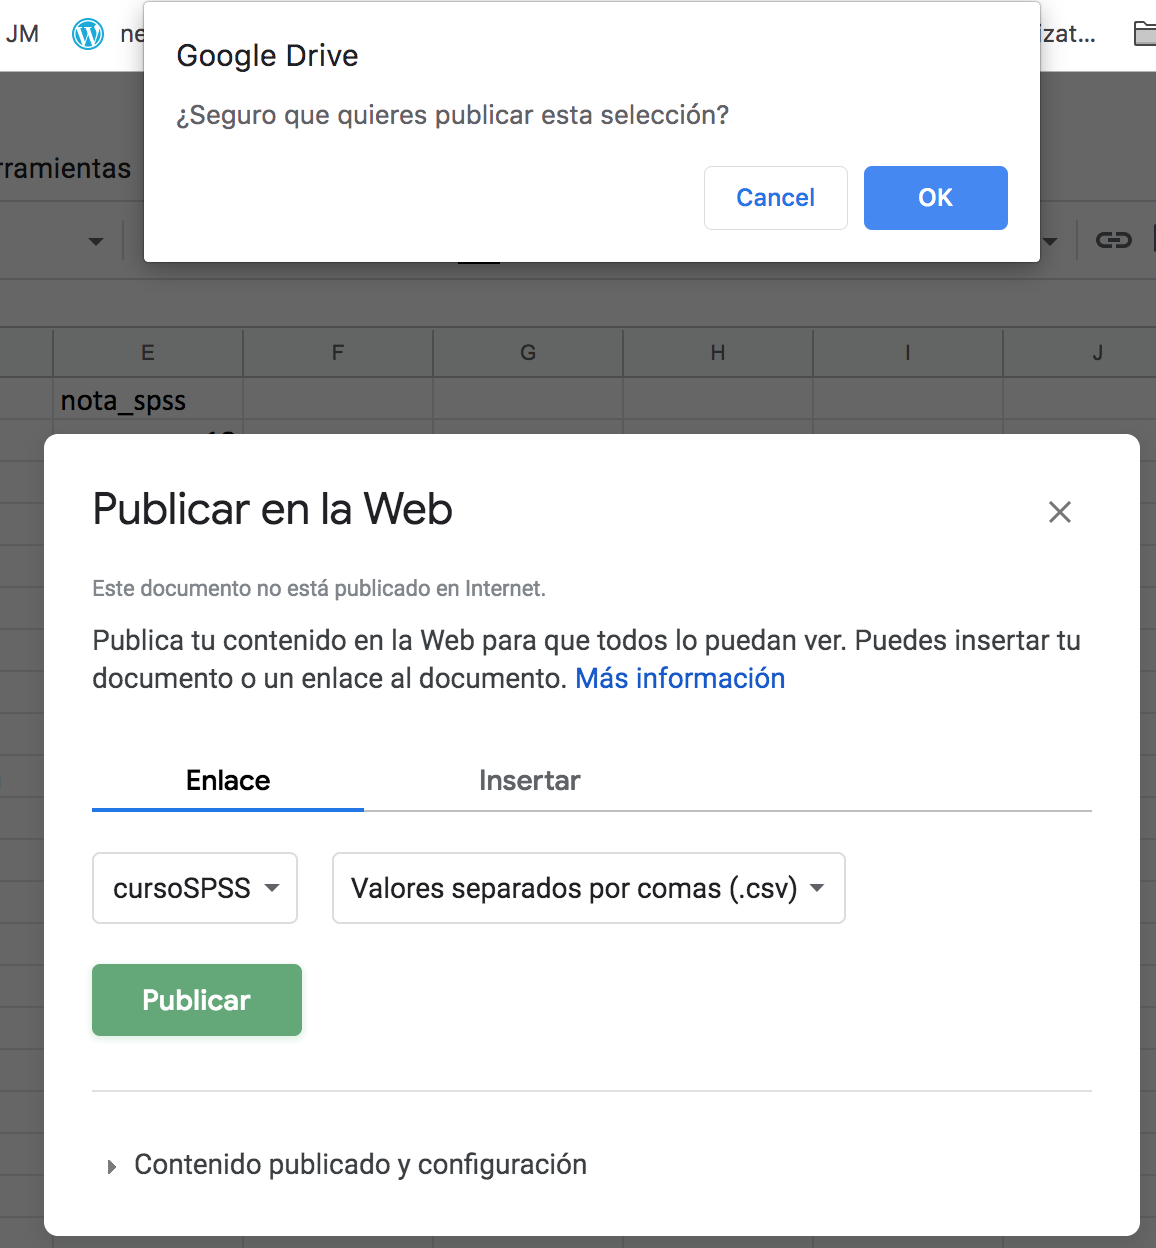 JM
Google Drive
¿Seguro que quieres publicar esta selección?
Cancel
OK
E F G H I J
nota_spss
Publicar en la Web
Este documento no está publicado en Internet.
Publica tu contenido en la Web para que todos lo puedan ver. Puedes insertar tu
documento o un enlace al documento. Más información
Enlace
Insertar
cursoSPSS
Valores separados por comas (.csv)
Publicar
Contenido publicado y configuración